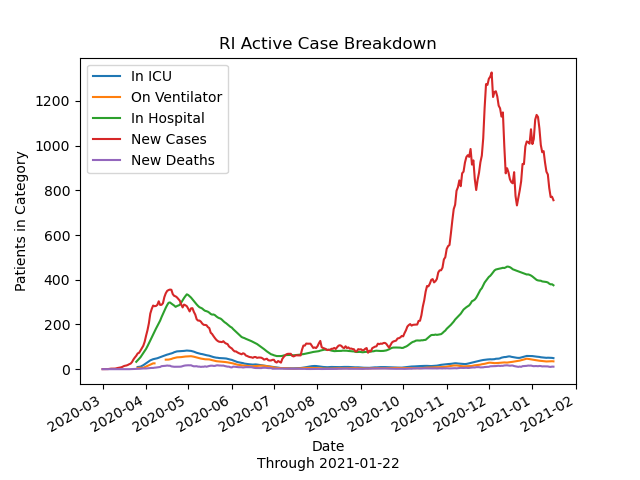 RI Active Case Breakdown
In ICU
On Ventilator
In Hospital
New Cases
New Deaths
Patients in Category
1200
1000
800
600
400
200
0
2020-03
2020-04
2020-05
2020-06
2020-07
2020-08
2020-09
2020-10
2020-11
2020-12
2021-01
2021-02
Date
Through 2021-01-22